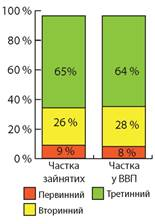 100 %
80 %
60 %
40 %
20 %
0 %
65%
64 %
26 %
28 %
9 %
8 %
Частка зайнятих
Частка у ВВП
Первинний
Третинний
Вторинний